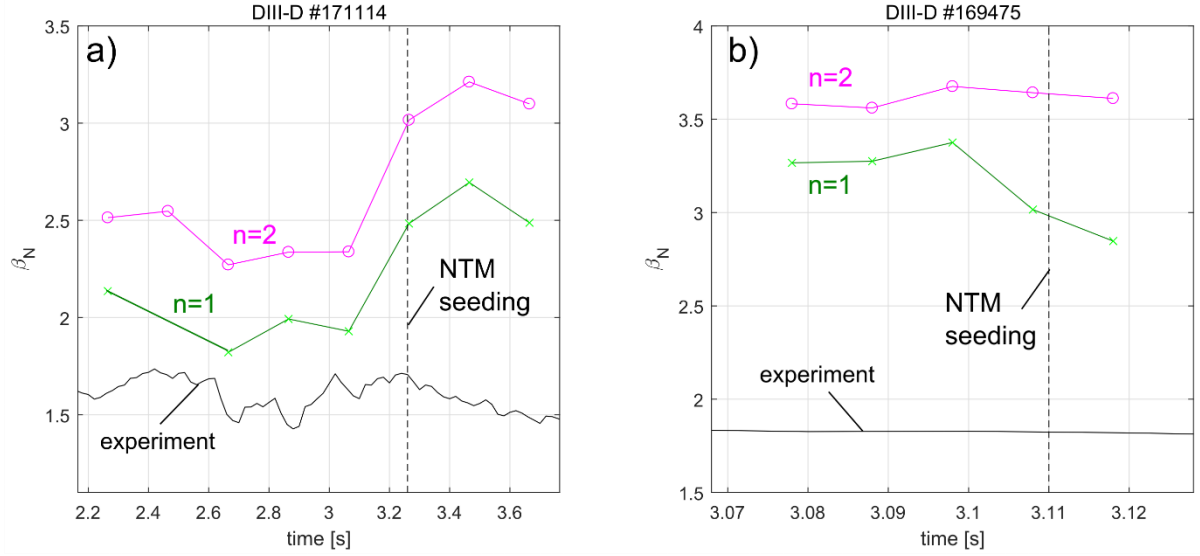 DIII-D #171114
a)
3.5
3
2.5
2
1.5
β_N
n=2
n=1
NTM
seeding
experiment
2.2 2.4 2.6 2.8 3 3.2 3.4 3.6
time [s]
DIII-D #169475
b)
4
3.5
3
2.5
2
1.5
β_N
n=2
n=1
NTM
seeding
experiment
3.07 3.08 3.09 3.1 3.11 3.12
time [s]